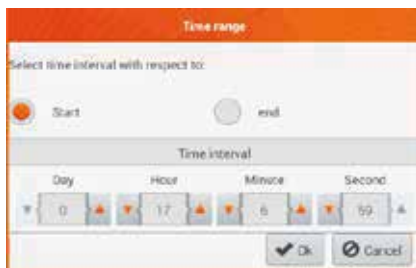 Time range
Select time interval with respect to:
Start end
Time interval
Day Hour Minute Second
0 17 6 59
Ok Cancel